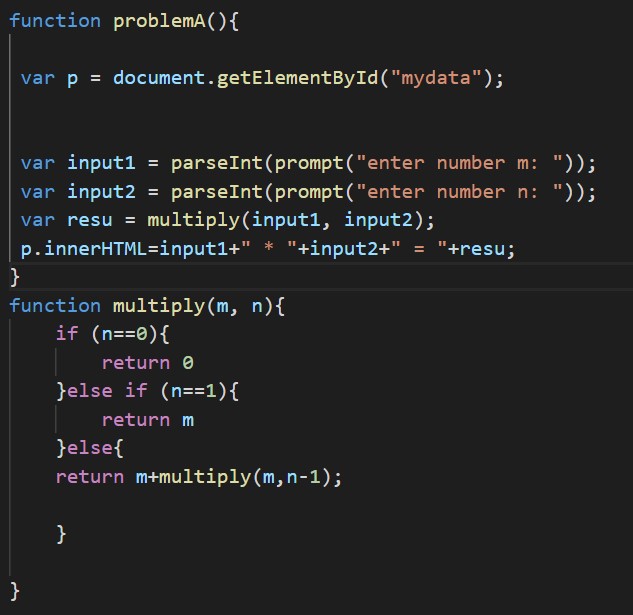 function problemA(){
var p = document.getElementById("mydata");
var input1 = parseInt(prompt("enter number m: "));
var input2 = parseInt(prompt("enter number n: "));
var resu = multiply(input1, input2);
p.innerHTML=input1+" * "+input2+" = "+resu;
}
function multiply(m, n){
if (n==0){
return 0
}else if (n==1){
return m
}else{
return m+multiply(m,n-1);
}
}